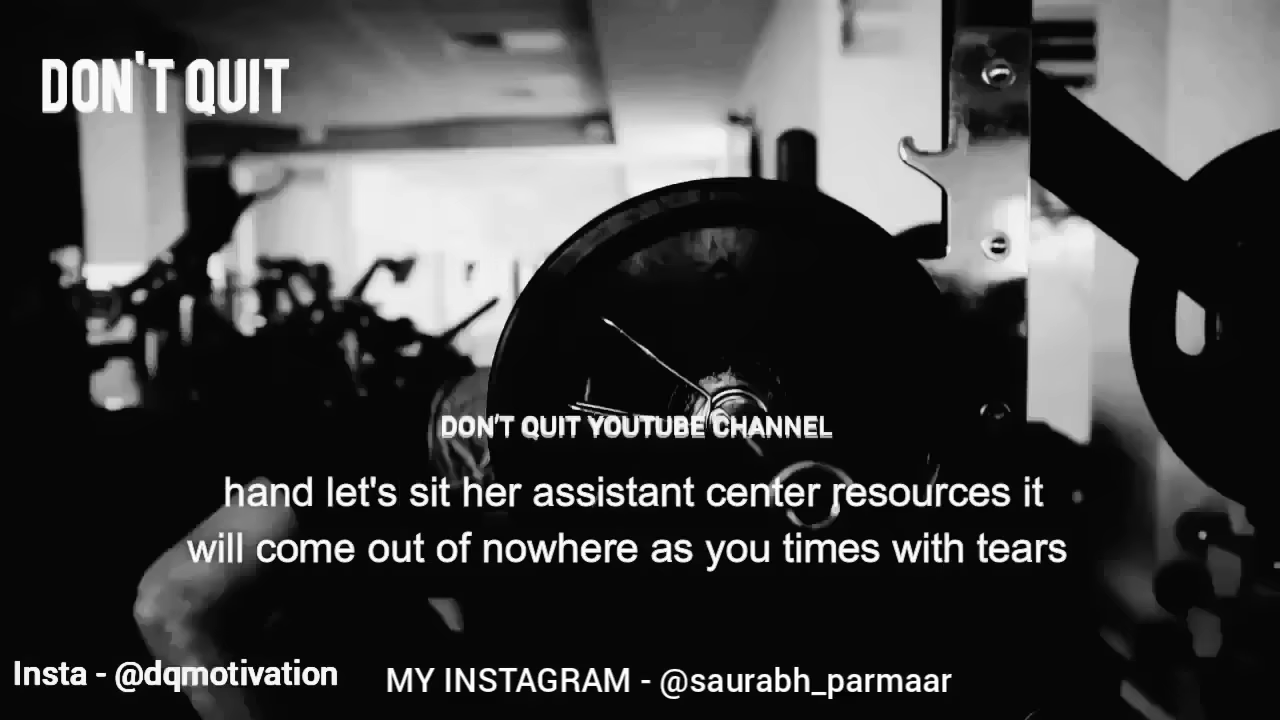 DON'T QUIT
DON'T QUIT YOUTUBE CHANNEL
hand let's sit her assistant center resources it
will come out of nowhere as you times with tears
Insta - @dqmotivation
MY INSTAGRAM - @saurabh_parmaar